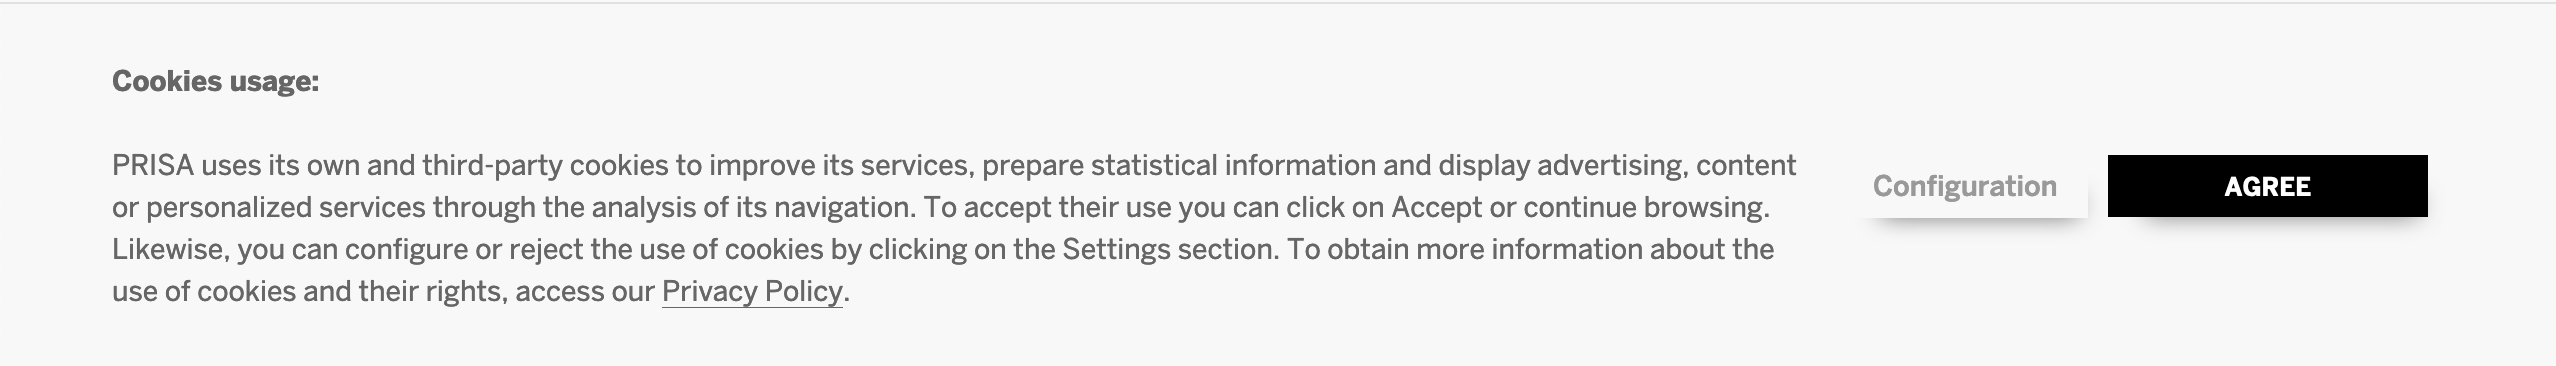 Cookies usage:
PRISA uses its own and third-party cookies to improve its services, prepare statistical information and display advertising, content
or personalized services through the analysis of its navigation. To accept their use you can click on Accept or continue browsing.
Likewise, you can configure or reject the use of cookies by clicking on the Settings section. To obtain more information about the
use of cookies and their rights, access our Privacy Policy.
Configuration
AGREE